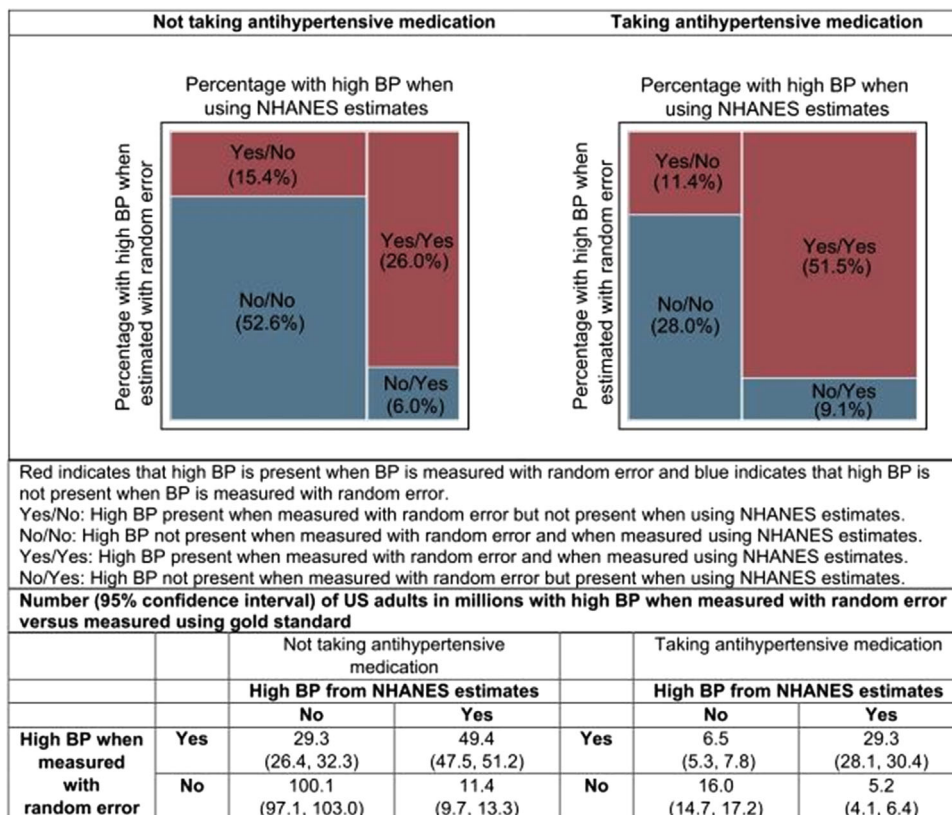 Not taking antihypertensive medication
Taking antihypertensive medication
Percentage with high BP when
using NHANES estimates
Percentage with high BP when
estimated with random error
Yes/No
(15.4%)
Yes/Yes
(26.0%)
No/No
(52.6%)
No/Yes
(6.0%)
Percentage with high BP when
using NHANES estimates
Percentage with high BP when
estimated with random error
Yes/No
(11.4%)
Yes/Yes
(51.5%)
No/No
(28.0%)
No/Yes
(9.1%)
Red indicates that high BP is present when BP is measured with random error and blue indicates that high BP is
not present when BP is measured with random error.
Yes/No: High BP present when measured with random error but not present when using NHANES estimates.
No/No: High BP not present when measured with random error and when measured using NHANES estimates.
Yes/Yes: High BP present when measured with random error and when measured using NHANES estimates.
No/Yes: High BP not present when measured with random error but present when using NHANES estimates.
Number (95% confidence interval) of US adults in millions with high BP when measured with random error
versus measured using gold standard
Not taking antihypertensive
medication
Taking antihypertensive medication
High BP from NHANES estimates
High BP from NHANES estimates
No Yes No Yes
High BP when
measured
with
random error
Yes 29.3 49.4 Yes 6.5 29.3
(26.4, 32.3) (47.5, 51.2) (5.3, 7.8) (28.1, 30.4)
No 100.1 11.4 No 16.0 5.2
(97.1, 103.0) (9.7, 13.3) (14.7, 17.2) (4.1, 6.4)